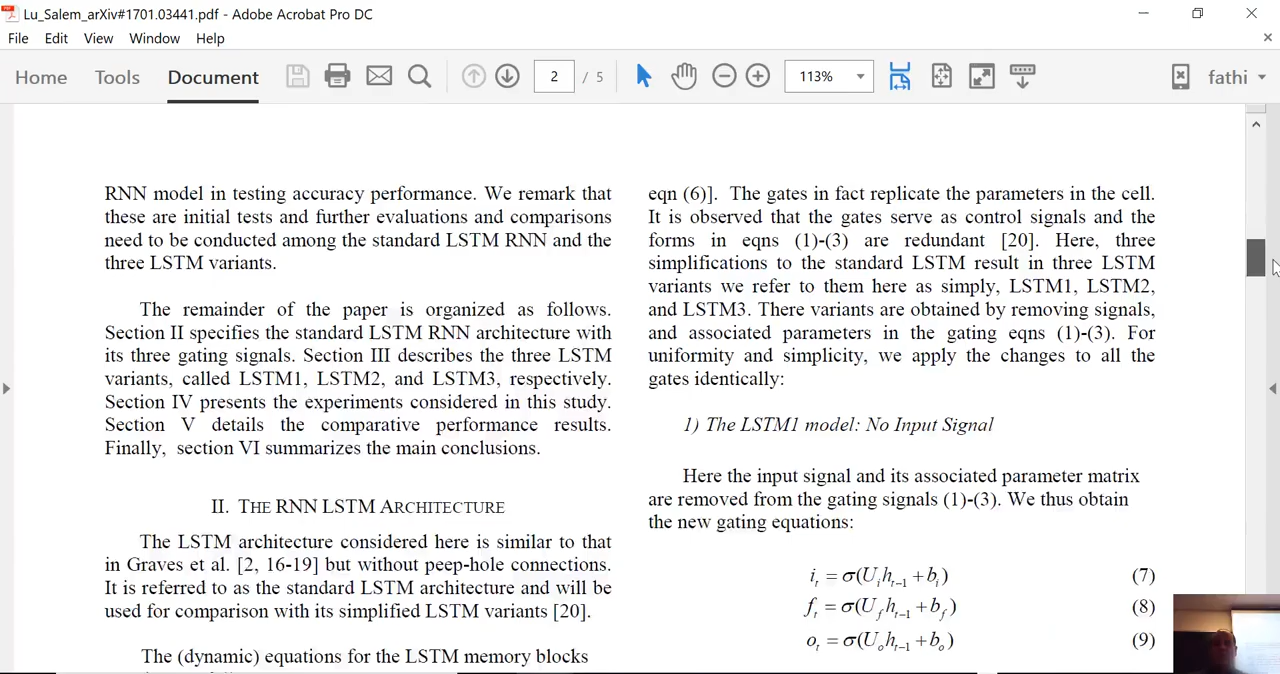 Lu_Salem_arXiv#1701.03441.pdf - Adobe Acrobat Pro DC
File Edit View Window Help
Home Tools Document 2 / 5 113% fathi
RNN model in testing accuracy performance. We remark that
these are initial tests and further evaluations and comparisons
need to be conducted among the standard LSTM RNN and the
three LSTM variants.
The remainder of the paper is organized as follows.
Section II specifies the standard LSTM RNN architecture with
its three gating signals. Section III describes the three LSTM
variants, called LSTM1, LSTM2, and LSTM3, respectively.
Section IV presents the experiments considered in this study.
Section V details the comparative performance results.
Finally, section VI summarizes the main conclusions.
II. THE RNN LSTM ARCHITECTURE
The LSTM architecture considered here is similar to that
in Graves et al. [2, 16-19] but without peep-hole connections.
It is referred to as the standard LSTM architecture and will be
used for comparison with its simplified LSTM variants [20].
The (dynamic) equations for the LSTM memory blocks
eqn (6)]. The gates in fact replicate the parameters in the cell.
It is observed that the gates serve as control signals and the
forms in eqns (1)-(3) are redundant [20]. Here, three
simplifications to the standard LSTM result in three LSTM
variants we refer to them here as simply, LSTM1, LSTM2,
and LSTM3. There variants are obtained by removing signals,
and associated parameters in the gating eqns (1)-(3). For
uniformity and simplicity, we apply the changes to all the
gates identically:
1) The LSTM1 model: No Input Signal
Here the input signal and its associated parameter matrix
are removed from the gating signals (1)-(3). We thus obtain
the new gating equations:
i_t = σ(U_i h_{t-1} + b_i) (7)
f_t = σ(U_f h_{t-1} + b_f) (8)
o_t = σ(U_o h_{t-1} + b_o) (9)